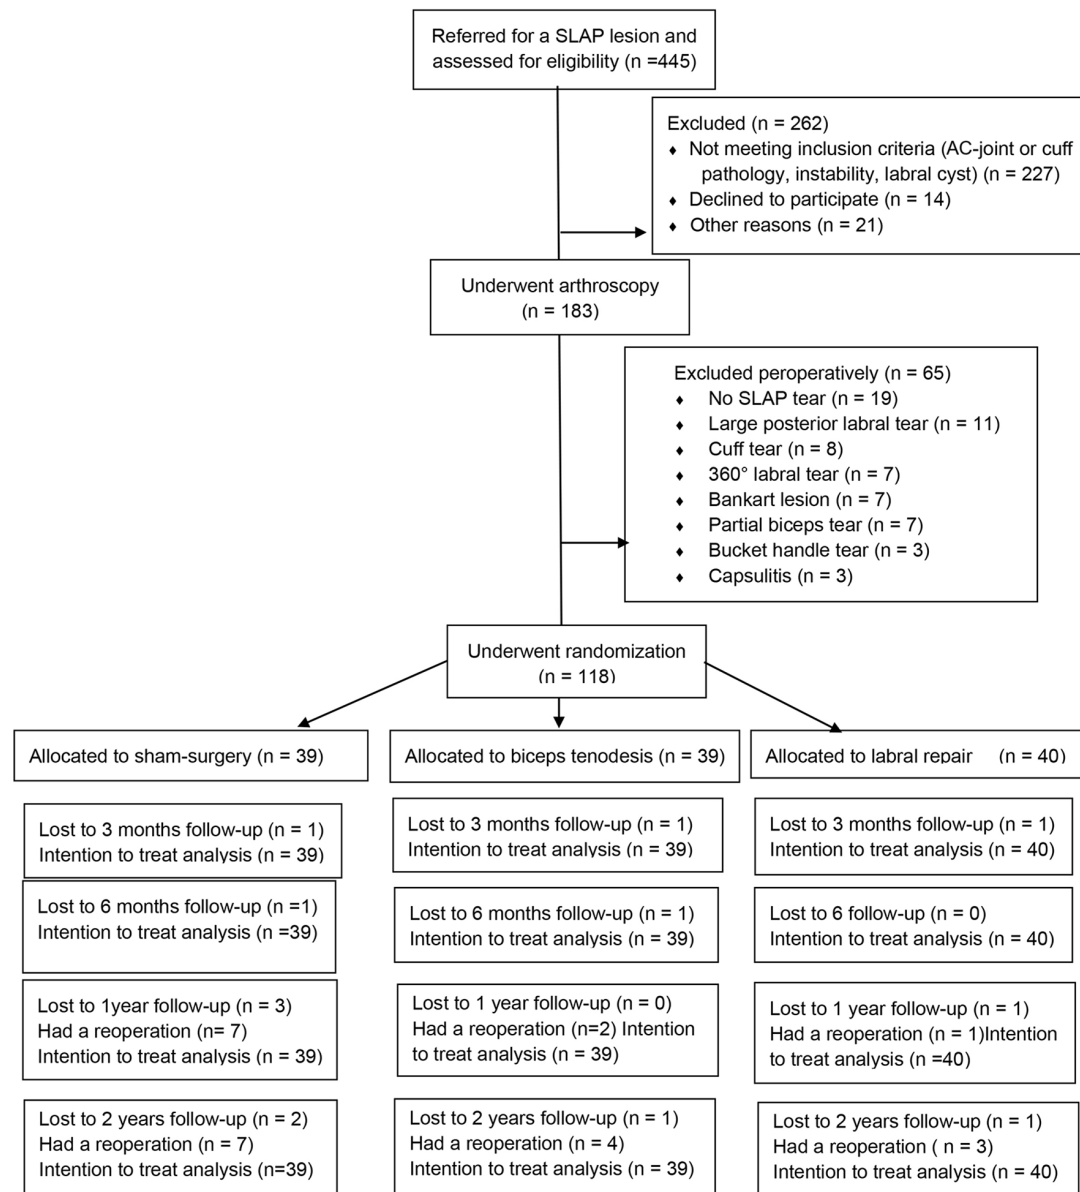 Referred for a SLAP lesion and
assessed for eligibility (n =445)
Excluded (n = 262)
♦ Not meeting inclusion criteria (AC-joint or cuff
pathology, instability, labral cyst) (n = 227)
♦ Declined to participate (n = 14)
♦ Other reasons (n = 21)
Underwent arthroscopy
(n = 183)
Excluded peroperatively (n = 65)
♦ No SLAP tear (n = 19)
♦ Large posterior labral tear (n = 11)
♦ Cuff tear (n = 8)
♦ 360° labral tear (n = 7)
♦ Bankart lesion (n = 7)
♦ Partial biceps tear (n = 7)
♦ Bucket handle tear (n = 3)
♦ Capsulitis (n = 3)
Underwent randomization
(n = 118)
Allocated to sham-surgery (n = 39)
Allocated to biceps tenodesis (n = 39)
Allocated to labral repair (n = 40)
Lost to 3 months follow-up (n = 1)
Intention to treat analysis (n = 39)
Lost to 3 months follow-up (n = 1)
Intention to treat analysis (n = 39)
Lost to 3 months follow-up (n = 1)
Intention to treat analysis (n = 40)
Lost to 6 months follow-up (n =1)
Intention to treat analysis (n =39)
Lost to 6 months follow-up (n = 1)
Intention to treat analysis (n = 39)
Lost to 6 follow-up (n = 0)
Intention to treat analysis (n = 40)
Lost to 1year follow-up (n = 3)
Had a reoperation (n= 7)
Intention to treat analysis (n = 39)
Lost to 1 year follow-up (n = 0)
Had a reoperation (n=2) Intention
to treat analysis (n = 39)
Lost to 1 year follow-up (n = 1)
Had a reoperation (n = 1)Intention
to treat analysis (n =40)
Lost to 2 years follow-up (n = 2)
Had a reoperation (n = 7)
Intention to treat analysis (n=39)
Lost to 2 years follow-up (n = 1)
Had a reoperation (n = 4)
Intention to treat analysis (n = 39)
Lost to 2 years follow-up (n = 1)
Had a reoperation ( n = 3)
Intention to treat analysis (n = 40)